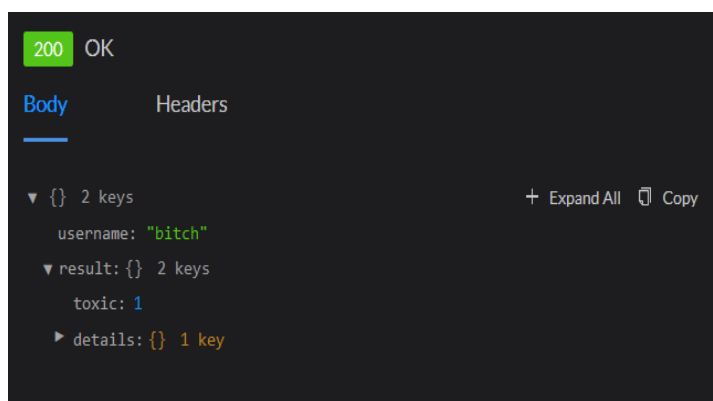 200 OK
Body Headers
▼ {} 2 keys + Expand All Copy
username: "bitch"
▼ result: {} 2 keys
toxic: 1
▶ details: {} 1 key